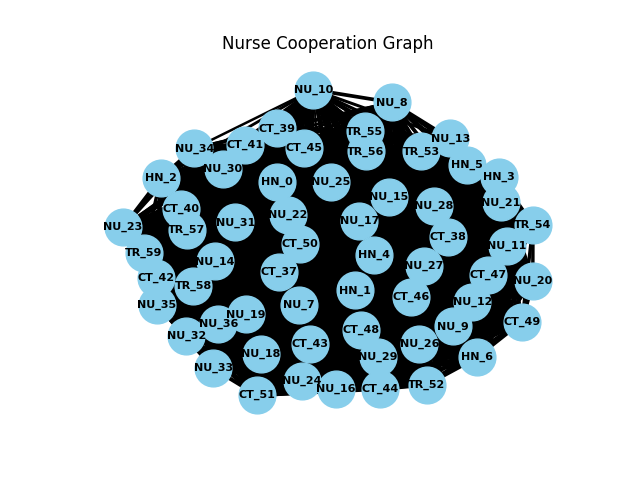 Nurse Cooperation Graph
NU_10
NU_8
CT_39
TR_55
NU_13
NU_34
CT_41
CT_45
TR_56
TR_53
HN_5
NU_30
HN_2
HN_0
NU_25
HN_3
NU_15
NU_21
CT_40
NU_28
NU_22
NU_31
NU_17
TR_54
NU_23
TR_57
CT_38
CT_50
NU_11
TR_59
HN_4
NU_14
NU_27
CT_37
CT_47
CT_42
NU_20
TR_58
HN_1
CT_46
NU_12
NU_35
NU_7
NU_19
CT_49
NU_36
NU_9
CT_48
NU_32
CT_43
NU_26
NU_18
NU_29
HN_6
NU_33
NU_24
NU_16
CT_44
TR_52
CT_51